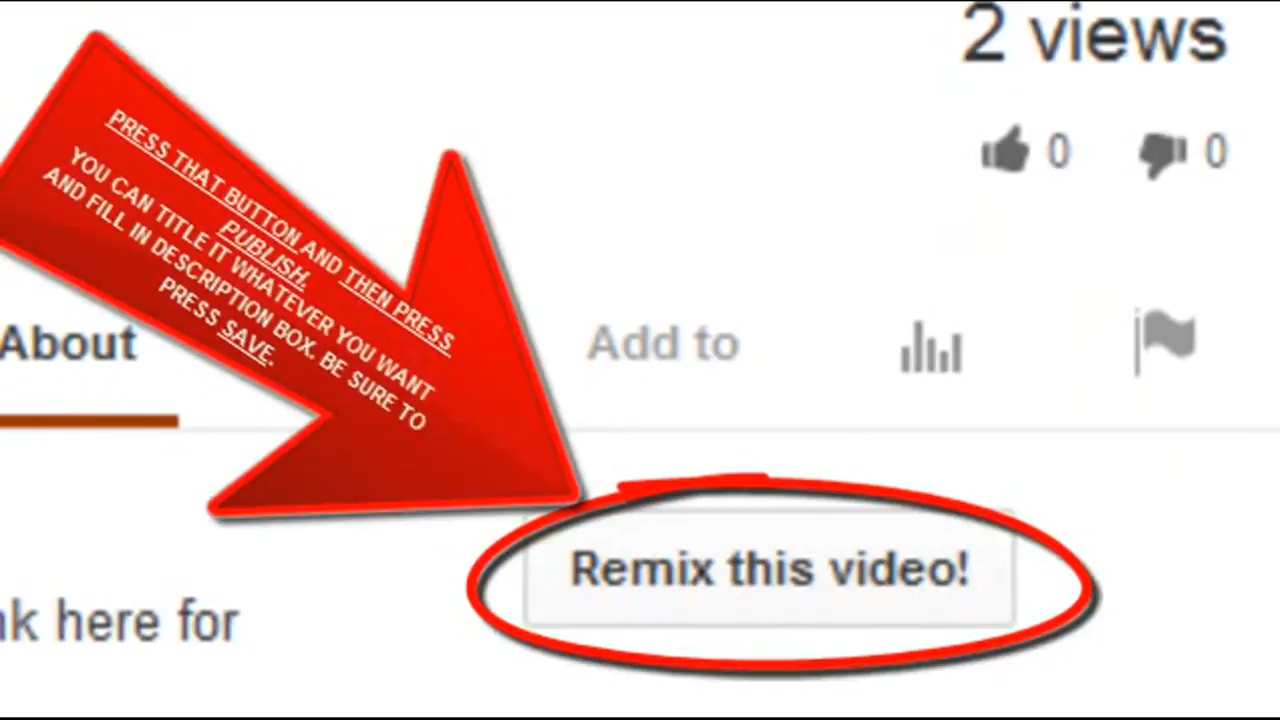 2 views
0 0
PRESS THAT BUTTON AND THEN PRESS
PUBLISH.
YOU CAN TITLE IT WHATEVER YOU WANT
AND FILL IN DESCRIPTION BOX. BE SURE TO
PRESS SAVE.
About Add to
Remix this video!
nk here for